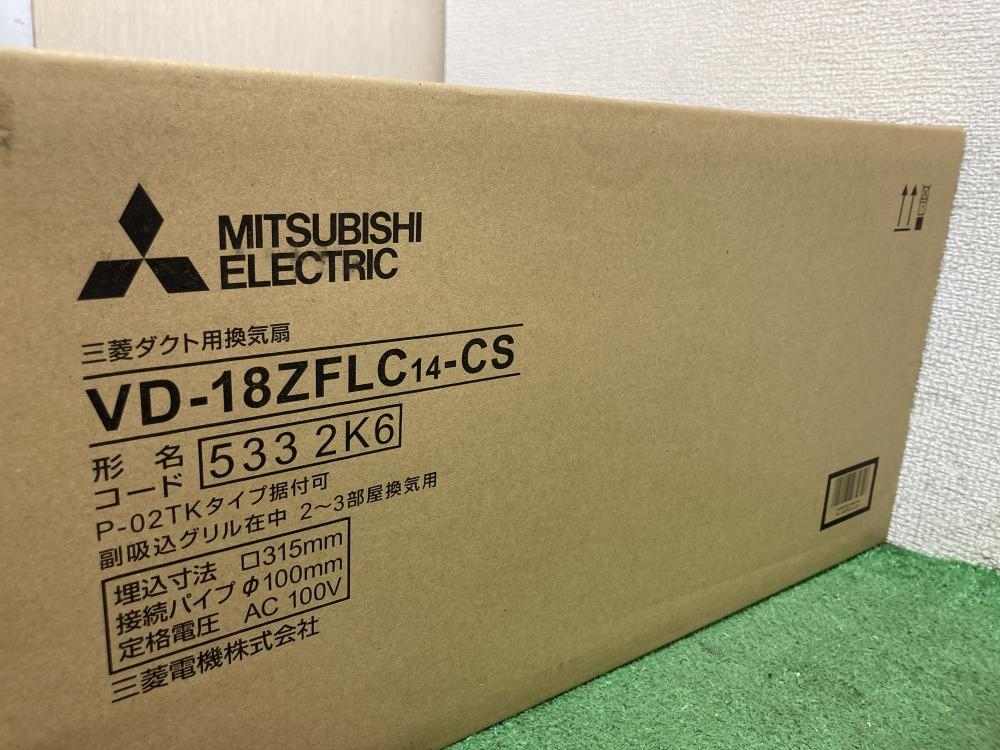 MITSUBISHI
ELECTRIC
三菱ダクト用換気扇
VD-18ZFLC14-CS
形名
コード
533 2K6
P-02TKタイプ据付可
副吸込グリル在中 2～3部屋換気用
埋込寸法 □315mm
接続パイプ φ100mm
定格電圧 AC 100V
三菱電機株式会社